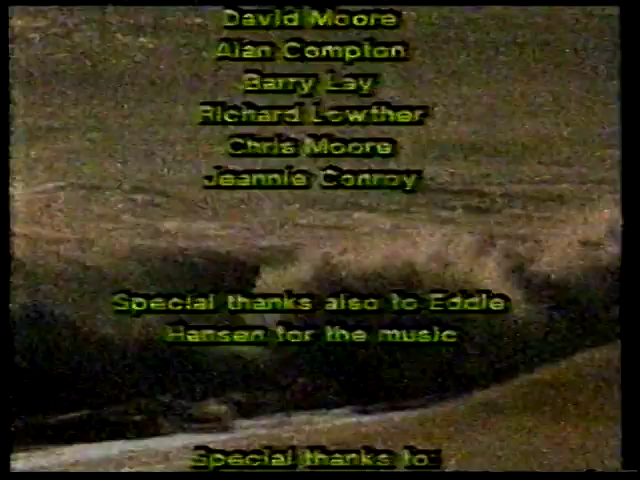 David Moore
Alan Compton
Barry Lay
Richard Lowther
Chris Moore
Jeannie Conroy
Special thanks also to Eddie
Hansen for the music
Special thanks to: